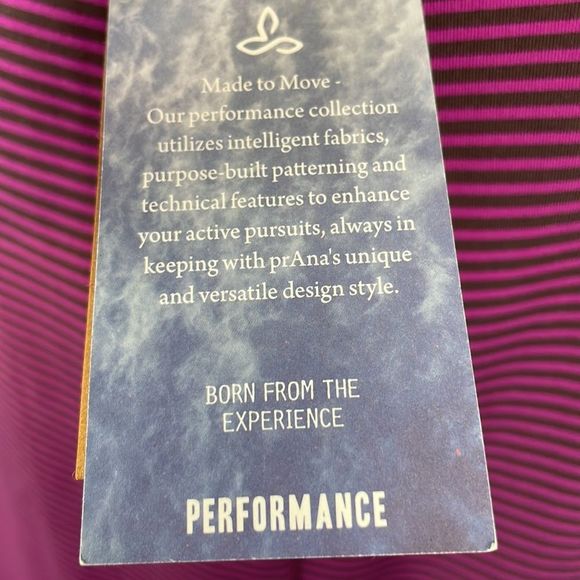 Made to Move -
Our performance collection
utilizes intelligent fabrics,
purpose-built patterning and
technical features to enhance
your active pursuits, always in
keeping with prAna's unique
and versatile design style.
BORN FROM THE
EXPERIENCE
PERFORMANCE